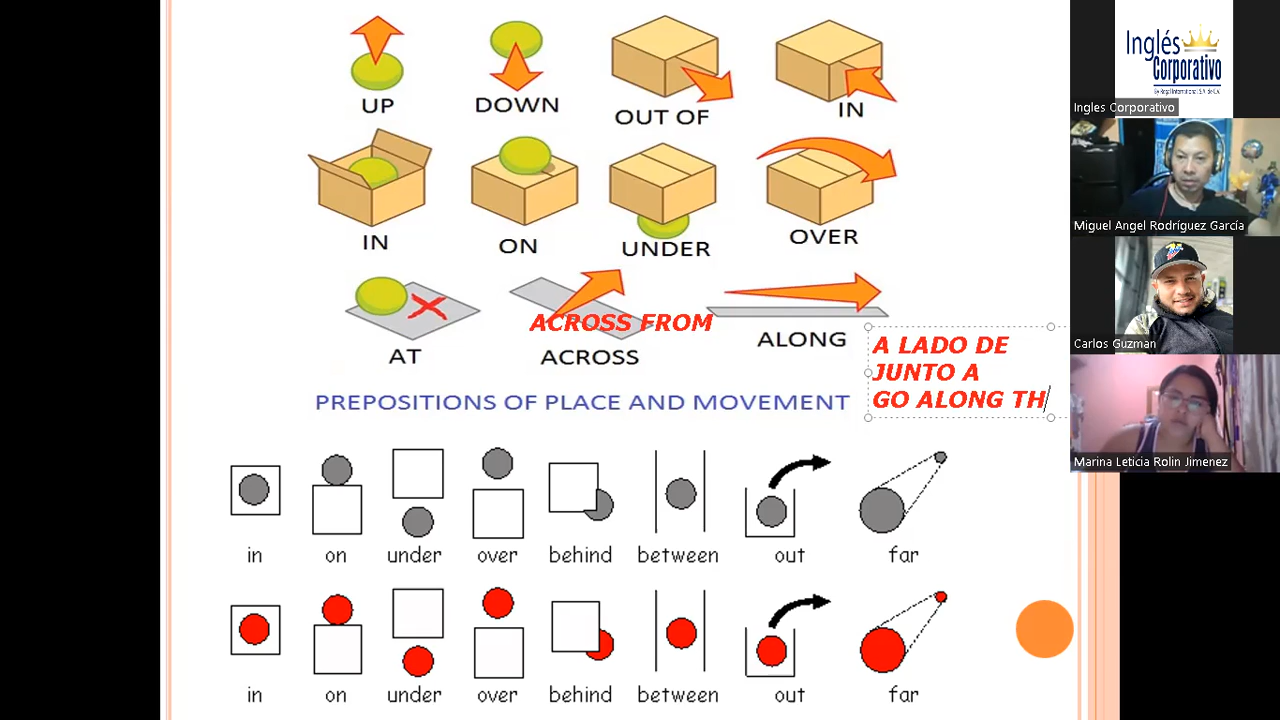 UP
DOWN
OUT OF
IN
IN
ON
UNDER
OVER
ACROSS FROM
AT
ACROSS
ALONG
A LADO DE
JUNTO A
GO ALONG TH
PREPOSITIONS OF PLACE AND MOVEMENT
in on under over behind between out far
in on under over behind between out far
Inglés
Corporativo
Ingles Corporativo
Miguel Angel Rodríguez García
Carlos Guzman
Marina Leticia Rolin Jimenez